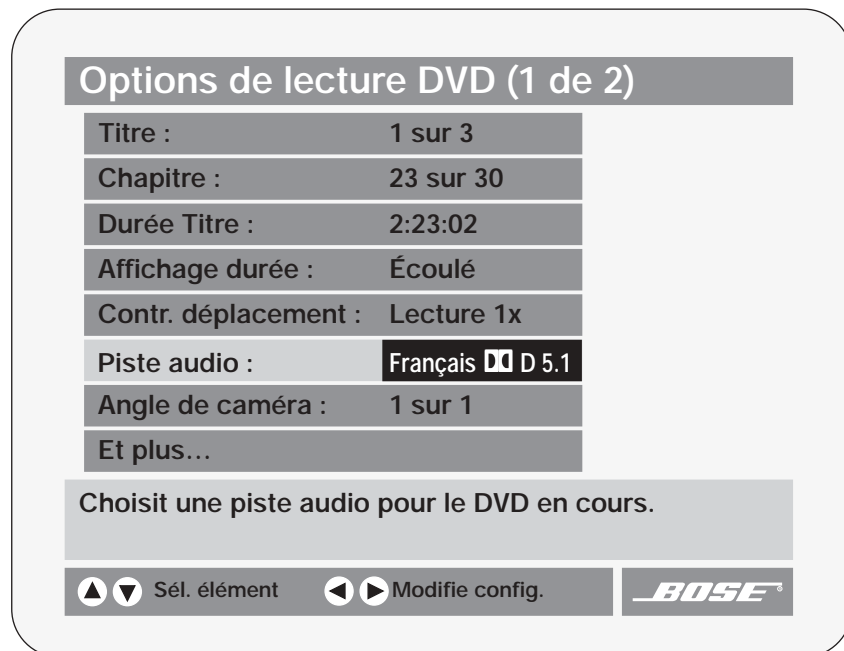 Options de lecture DVD (1 de 2)
Titre : 1 sur 3
Chapitre : 23 sur 30
Durée Titre : 2:23:02
Affichage durée : Écoulé
Contr. déplacement : Lecture 1x
Piste audio : Français D 5.1
Angle de caméra : 1 sur 1
Et plus...
Choisit une piste audio pour le DVD en cours.
Sél. élément Modifie config. BOSE®